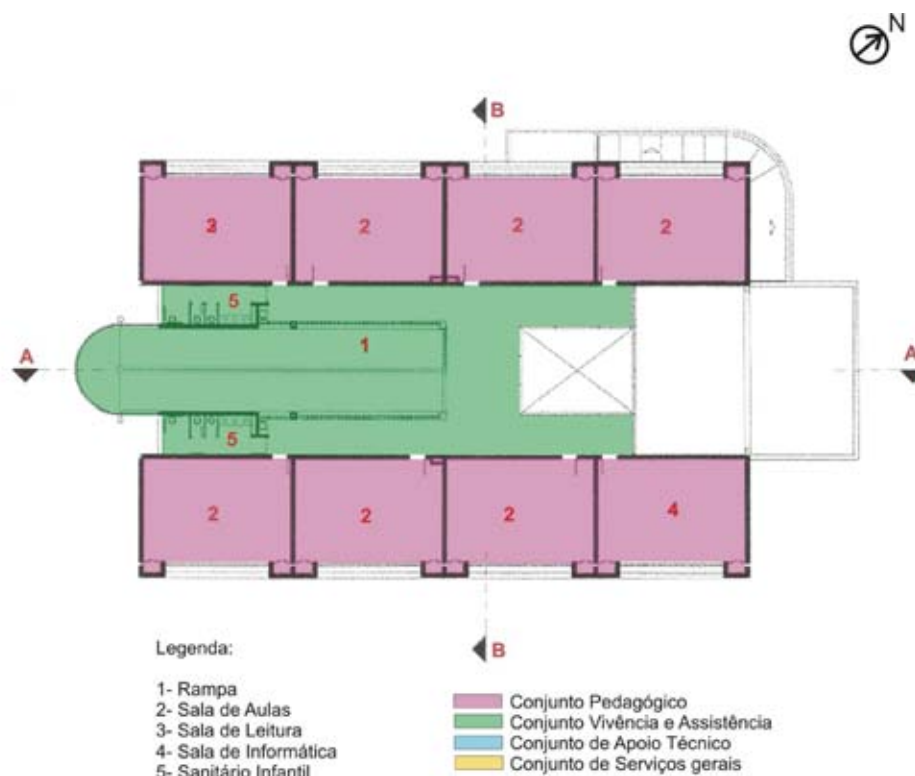 N
B
3 2 2 2
5
1
A A
5
2 2 2 4
B
Legenda:
1- Rampa
2- Sala de Aulas
3- Sala de Leitura
4- Sala de Informática
5- Sanitário Infantil
Conjunto Pedagógico
Conjunto Vivência e Assistência
Conjunto de Apoio Técnico
Conjunto de Serviços gerais